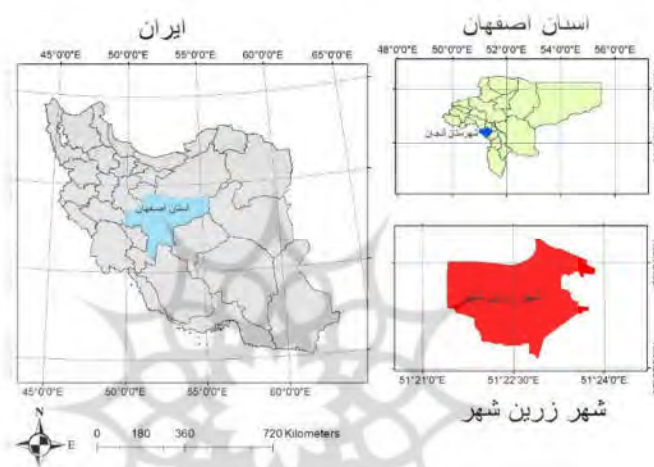 ایران
45°0'0"E 50°0'0"E 55°0'0"E 60°0'0"E 65°0'0"E
استان اصفهان
45°0'0"E 50°0'0"E 55°0'0"E 60°0'0"E
N
E
0 180 360 720 Kilometers
استان اصفهان
48°0'0"E 50°0'0"E 52°0'0"E 54°0'0"E 56°0'0"E
شهرستان لنجان
51°21'0"E 51°22'30"E 51°24'0"E
شهر زرین شهر